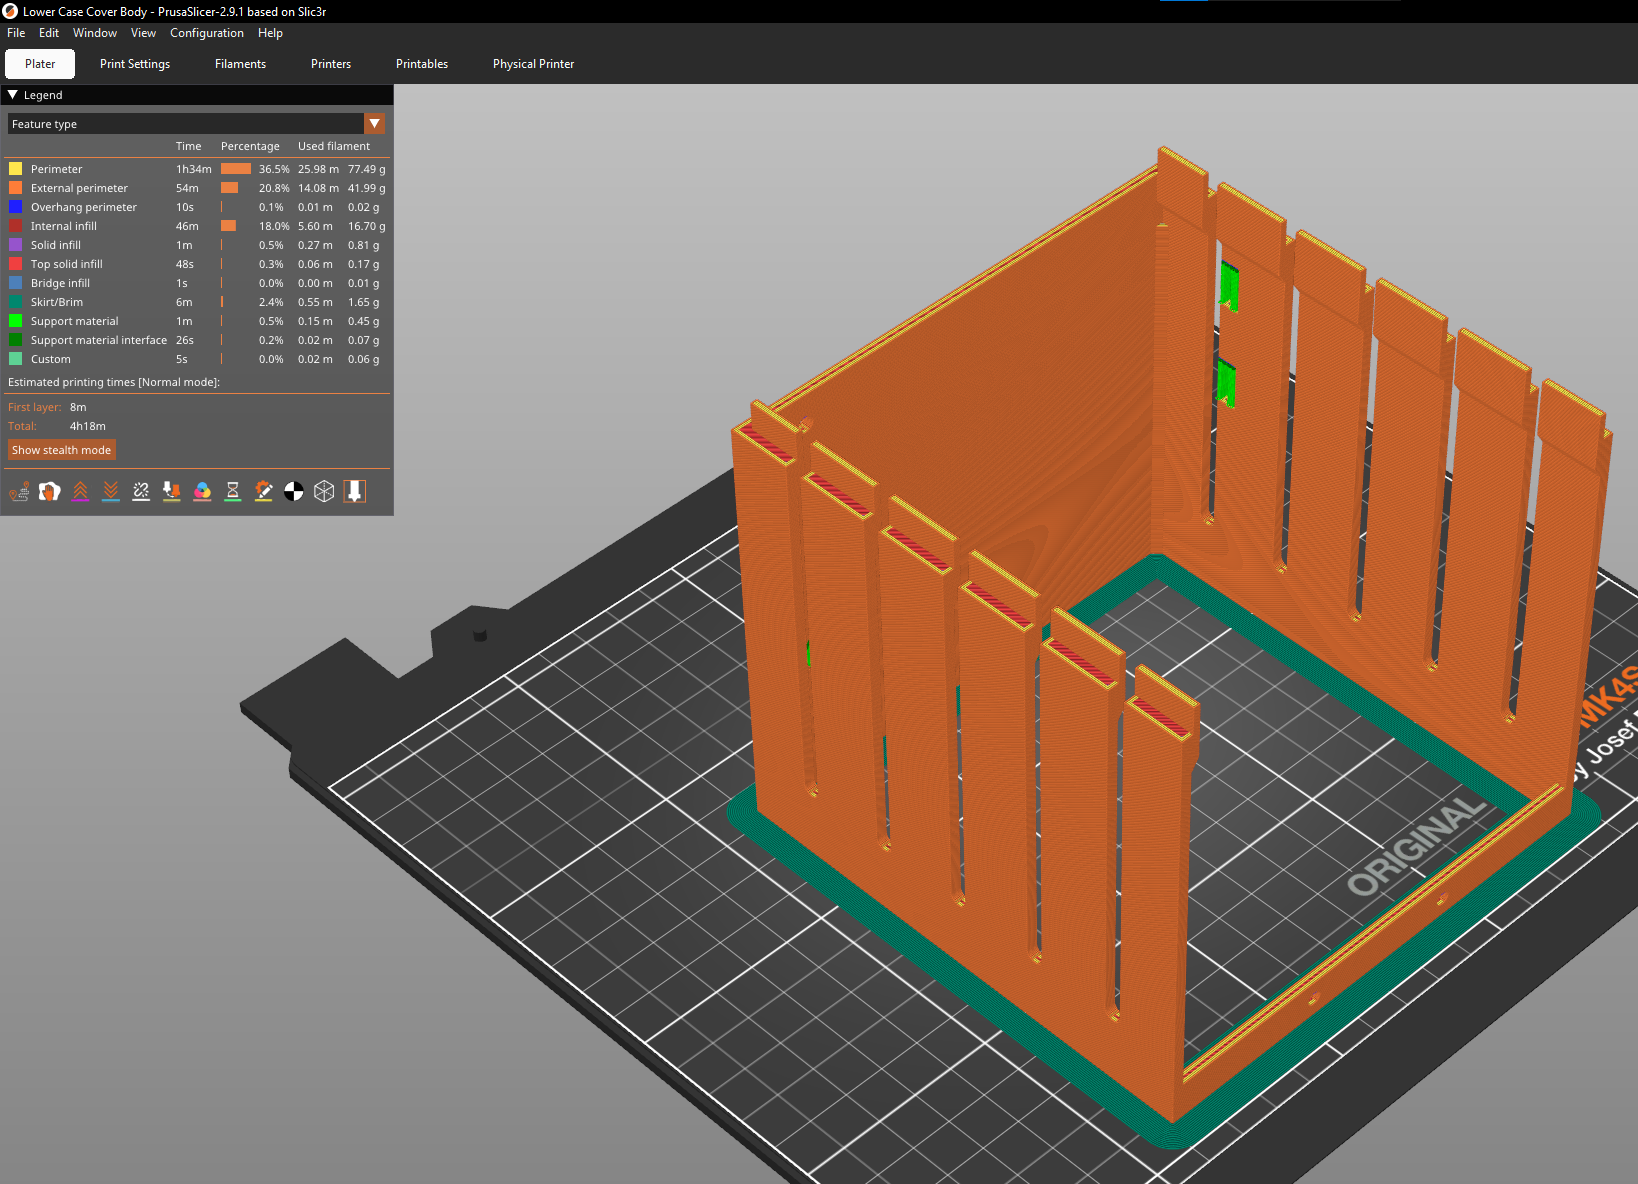 Lower Case Cover Body - PrusaSlicer-2.9.1 based on Slic3r
File Edit Window View Configuration Help
Plater Print Settings Filaments Printers Printables Physical Printer
Legend
Feature type
Time Percentage Used filament
Perimeter 1h34m 36.5% 25.98 m 77.49 g
External perimeter 54m 20.8% 14.08 m 41.99 g
Overhang perimeter 10s 0.1% 0.01 m 0.02 g
Internal infill 46m 18.0% 5.60 m 16.70 g
Solid infill 1m 0.5% 0.27 m 0.81 g
Top solid infill 48s 0.3% 0.06 m 0.17 g
Bridge infill 1s 0.0% 0.00 m 0.01 g
Skirt/Brim 6m 2.4% 0.55 m 1.65 g
Support material 1m 0.5% 0.15 m 0.45 g
Support material interface 26s 0.2% 0.02 m 0.07 g
Custom 5s 0.0% 0.02 m 0.06 g
Estimated printing times [Normal mode]:
First layer: 8m
Total: 4h18m
Show stealth mode
ORIGINAL
MK4S
by Josef